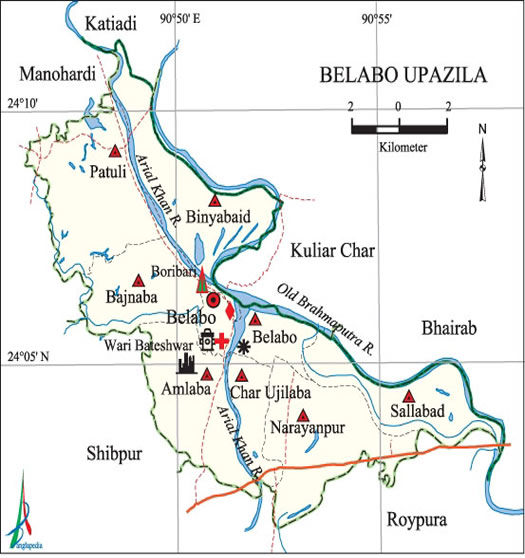 90°50' E
90°55'
Katiadi
Manohardi
BELABO UPAZILA
24°10'
2 0 2
Kilometer
N
Patuli
Arial Khan R.
Binyabaid
Kuliar Char
Boribari
Bajnaba
Old Brahmaputra R.
Belabo
Belabo
Bhairab
Wari Bateshwar
24°05' N
Amlaba
Char Ujilaba
Sallabad
Arial Khan R.
Narayanpur
Shibpur
Roypura
Banglapedia